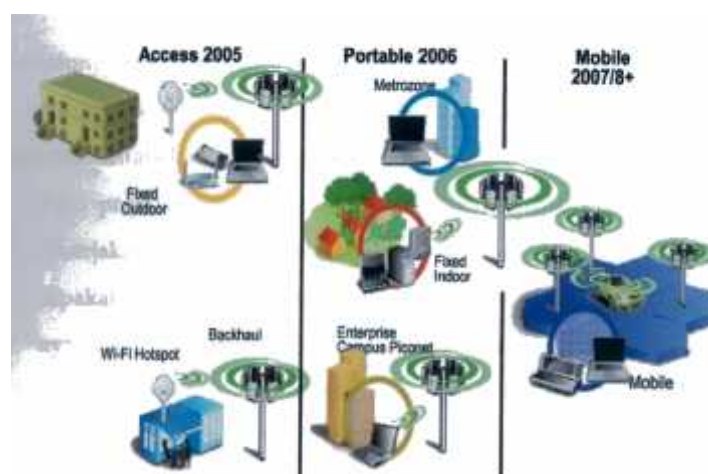 Access 2005
Portable 2006
Mobile
2007/8+
Metrozone
Fixed
Outdoor
Fixed
Indoor
Backhaul
Wi-Fi Hotspot
Enterprise
Campus Piconet
Mobile